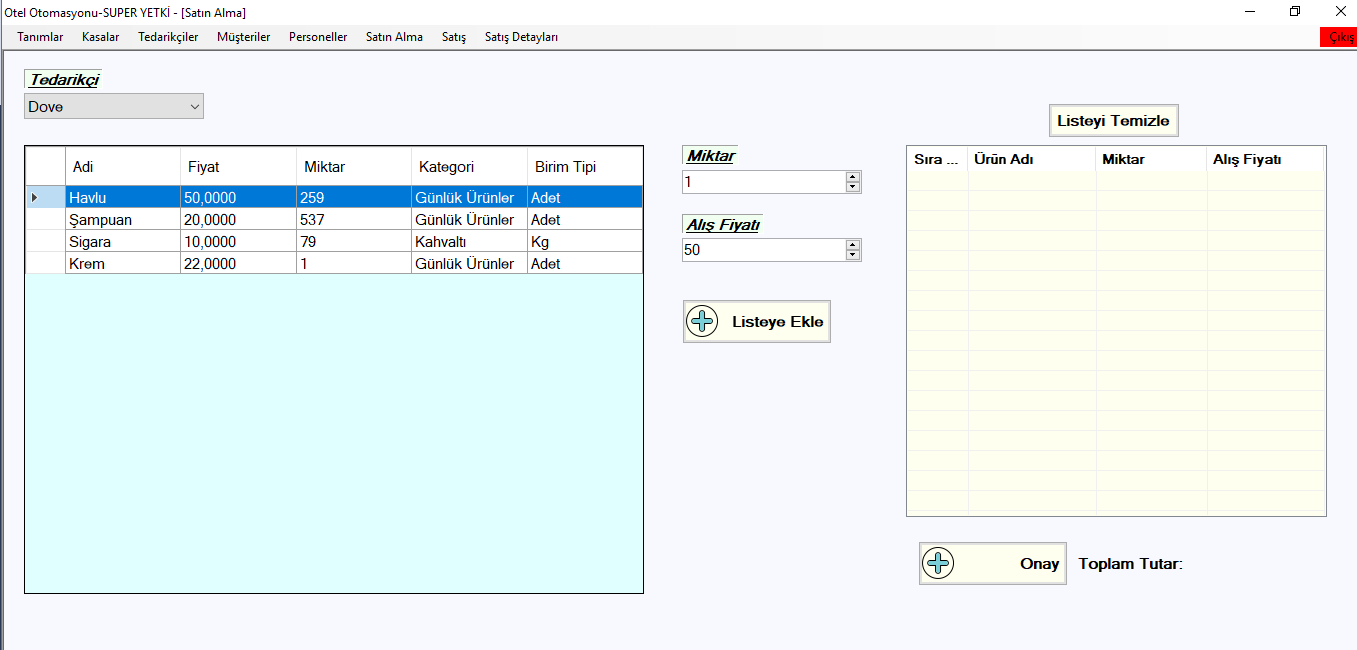 Otel Otomasyonu-SUPER YETKİ - [Satın Alma]
Tanımlar Kasalar Tedarikçiler Müşteriler Personeller Satın Alma Satış Satış Detayları Çıkış
Tedarikçi
Dove
Listeyi Temizle
Adi Fiyat Miktar Kategori Birim Tipi
Havlu 50,0000 259 Günlük Ürünler Adet
Şampuan 20,0000 537 Günlük Ürünler Adet
Sigara 10,0000 79 Kahvaltı Kg
Krem 22,0000 1 Günlük Ürünler Adet
Miktar
1
Alış Fiyatı
50
Listeye Ekle
Sıra ... Ürün Adı Miktar Alış Fiyatı
Onay Toplam Tutar: